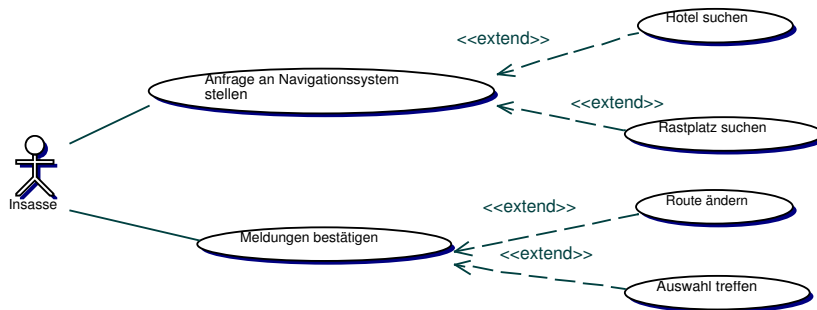 Hotel suchen
<<extend>>
Anfrage an Navigationssystem
stellen
<<extend>>
Rastplatz suchen
Insasse
Route ändern
<<extend>>
Meldungen bestätigen
<<extend>>
Auswahl treffen